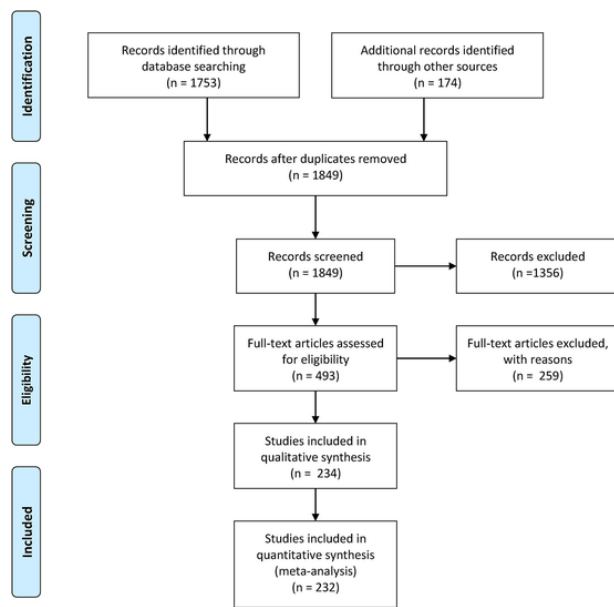 Identification
Records identified through
database searching
(n = 1753)
Additional records identified
through other sources
(n = 174)
Records after duplicates removed
(n = 1849)
Screening
Records screened
(n = 1849)
Records excluded
(n =1356)
Eligibility
Full-text articles assessed
for eligibility
(n = 493)
Full-text articles excluded,
with reasons
(n = 259)
Studies included in
qualitative synthesis
(n = 234)
Included
Studies included in
quantitative synthesis
(meta-analysis)
(n = 232)